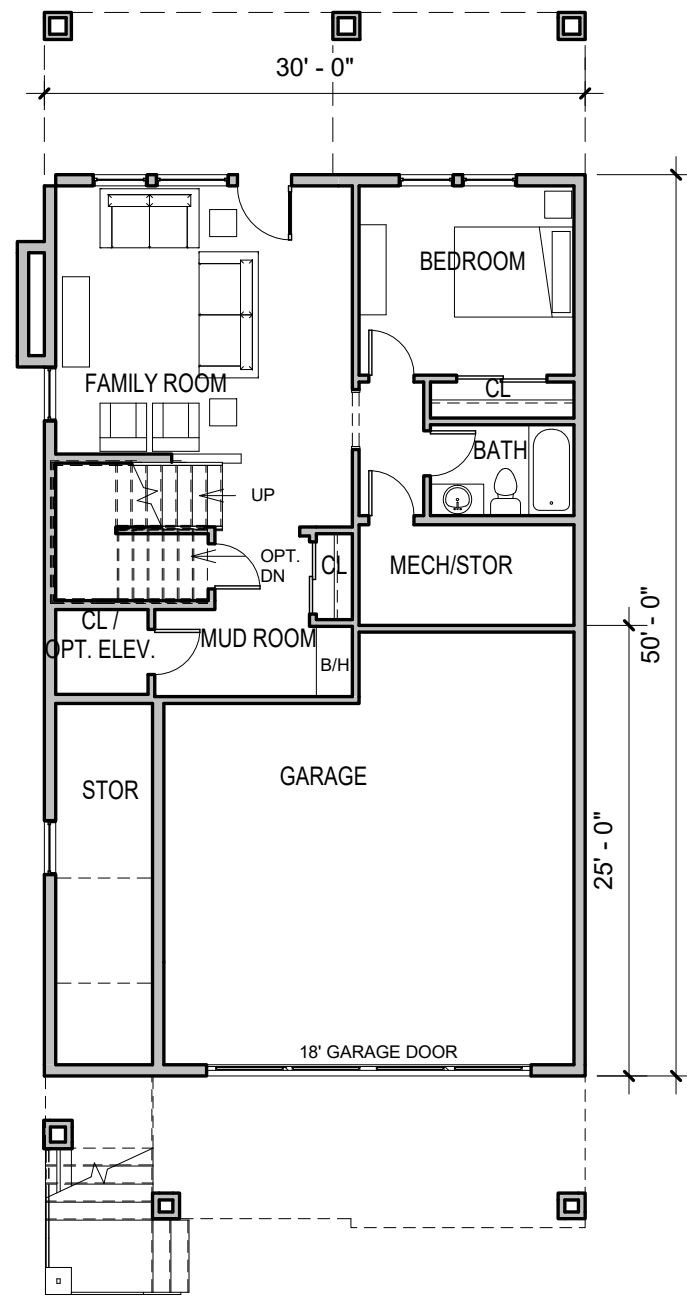 30' - 0"
BEDROOM
FAMILY ROOM
CL
BATH
UP
OPT.
DN
CL
MECH/STOR
CL /
OPT. ELEV.
MUD ROOM
B/H
50' - 0"
GARAGE
STOR
25' - 0"
18' GARAGE DOOR